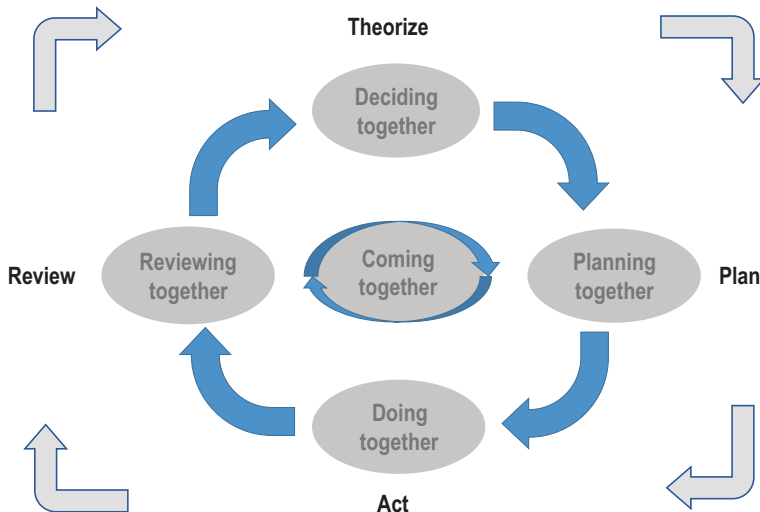 Theorize
Deciding
together
Review
Reviewing
together
Coming
together
Planning
together
Plan
Doing
together
Act